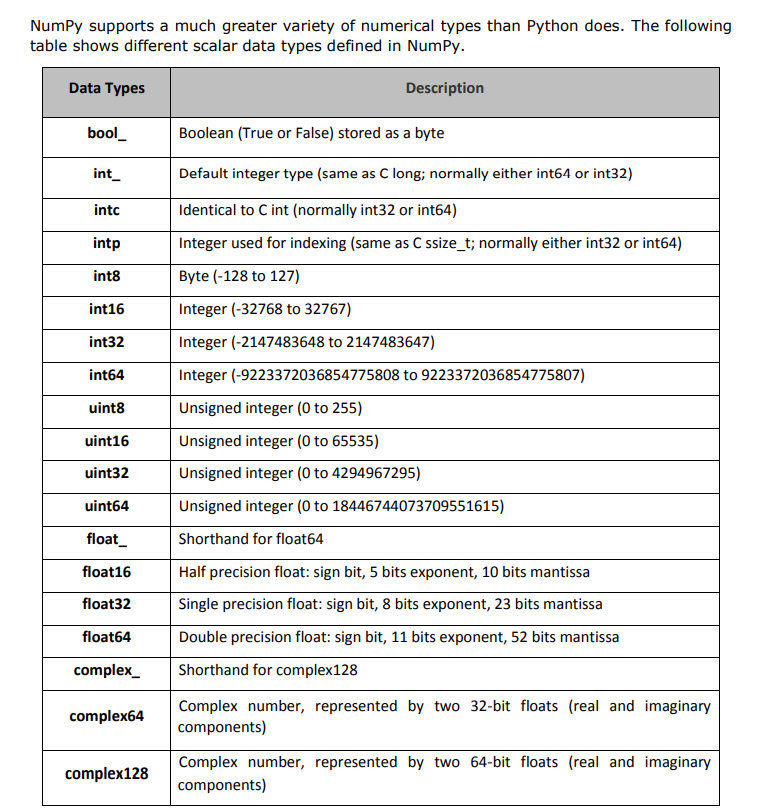 NumPy supports a much greater variety of numerical types than Python does. The following
table shows different scalar data types defined in NumPy.
Data Types Description
bool_ Boolean (True or False) stored as a byte
int_ Default integer type (same as C long; normally either int64 or int32)
intc Identical to C int (normally int32 or int64)
intp Integer used for indexing (same as C ssize_t; normally either int32 or int64)
int8 Byte (-128 to 127)
int16 Integer (-32768 to 32767)
int32 Integer (-2147483648 to 2147483647)
int64 Integer (-9223372036854775808 to 9223372036854775807)
uint8 Unsigned integer (0 to 255)
uint16 Unsigned integer (0 to 65535)
uint32 Unsigned integer (0 to 4294967295)
uint64 Unsigned integer (0 to 18446744073709551615)
float_ Shorthand for float64
float16 Half precision float: sign bit, 5 bits exponent, 10 bits mantissa
float32 Single precision float: sign bit, 8 bits exponent, 23 bits mantissa
float64 Double precision float: sign bit, 11 bits exponent, 52 bits mantissa
complex_ Shorthand for complex128
complex64 Complex number, represented by two 32-bit floats (real and imaginary
components)
complex128 Complex number, represented by two 64-bit floats (real and imaginary
components)